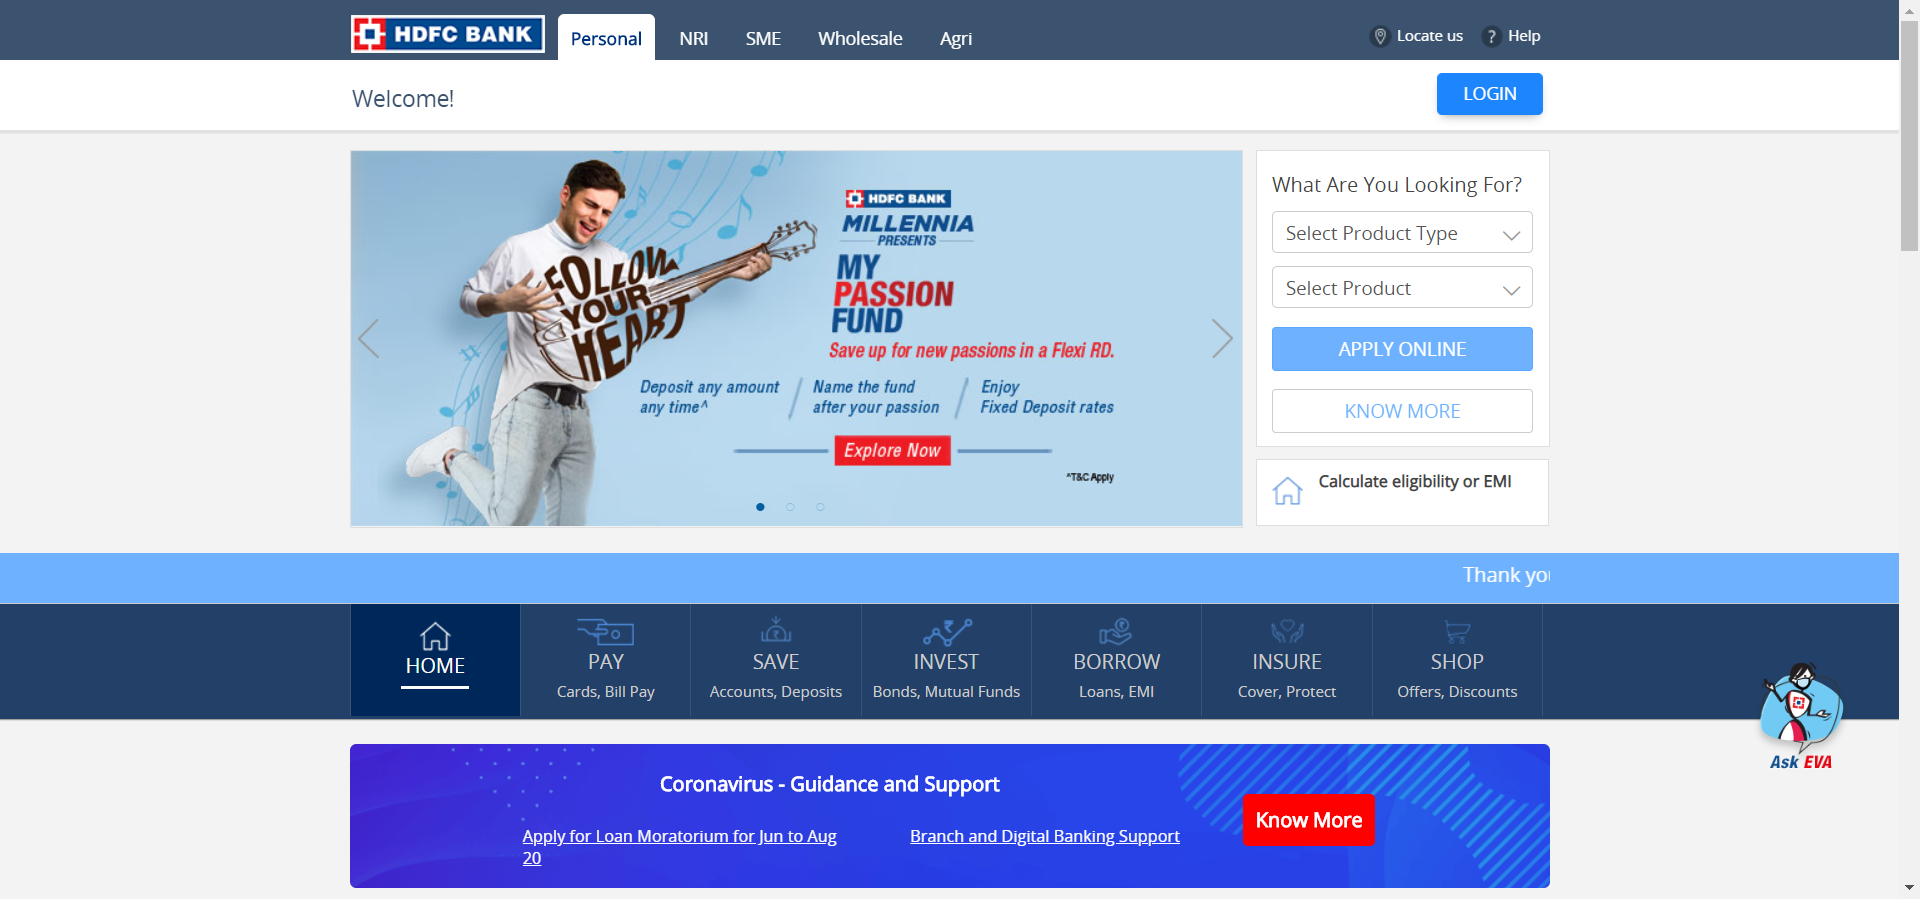 HDFC BANK
Personal
NRI
SME
Wholesale
Agri
Locate us
? Help
Welcome!
LOGIN
FOLLOW
YOUR
HEART
HDFC BANK
MILLENNIA
PRESENTS
MY
PASSION
FUND
Save up for new passions in a Flexi RD.
Deposit any amount
any time^
Name the fund
after your passion
Enjoy
Fixed Deposit rates
Explore Now
^T&C Apply
What Are You Looking For?
Select Product Type
Select Product
APPLY ONLINE
KNOW MORE
Calculate eligibility or EMI
Thank you
HOME
PAY
Cards, Bill Pay
SAVE
Accounts, Deposits
INVEST
Bonds, Mutual Funds
BORROW
Loans, EMI
INSURE
Cover, Protect
SHOP
Offers, Discounts
Ask EVA
Coronavirus - Guidance and Support
Apply for Loan Moratorium for Jun to Aug
20
Branch and Digital Banking Support
Know More